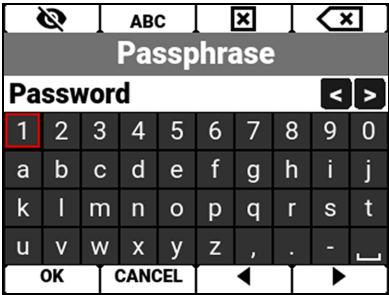 ABC
Passphrase
Password < >
1 2 3 4 5 6 7 8 9 0
a b c d e f g h i j
k l m n o p q r s t
u v w x y z , . -
OK CANCEL